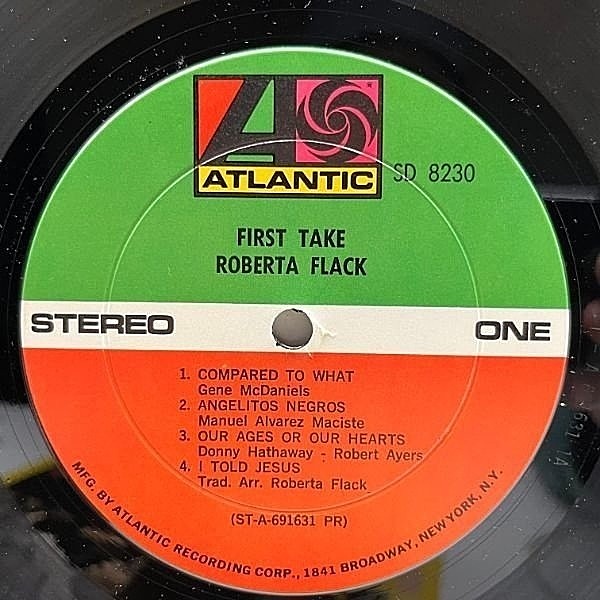 ATLANTIC
SD 8230
FIRST TAKE
ROBERTA FLACK
STEREO
ONE
1. COMPARED TO WHAT
Gene McDaniels
2. ANGELITOS NEGROS
Manuel Alvarez Maciste
3. OUR AGES OR OUR HEARTS
Donny Hathaway - Robert Ayers
4. I TOLD JESUS
Trad. Arr. Roberta Flack
(ST-A-691631 PR)
MFG. BY ATLANTIC RECORDING CORP., 1841 BROADWAY, NEW YORK, N.Y.